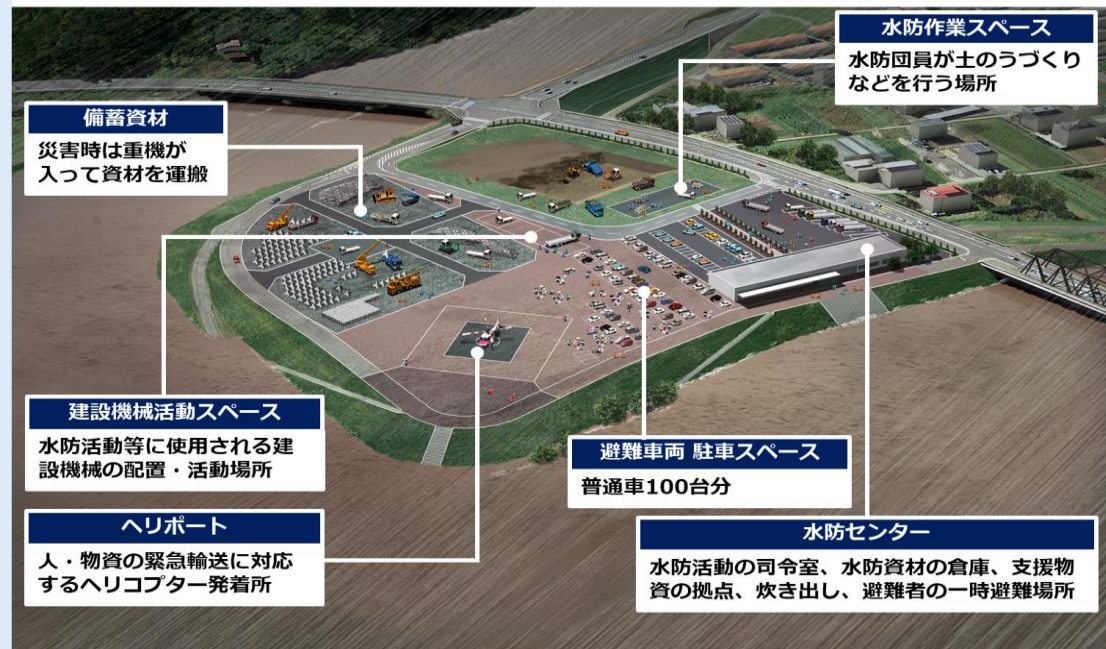 水防作業スペース
水防団員が土のうづくり
などを行う場所
備蓄資材
災害時は重機が
入って資材を運搬
建設機械活動スペース
水防活動等に使用される建
設機械の配置・活動場所
避難車両 駐車スペース
普通車100台分
ヘリポート
人・物資の緊急輸送に対応
するヘリコプター発着所
水防センター
水防活動の司令室、水防資材の倉庫、支援物
資の拠点、炊き出し、避難者の一時避難場所